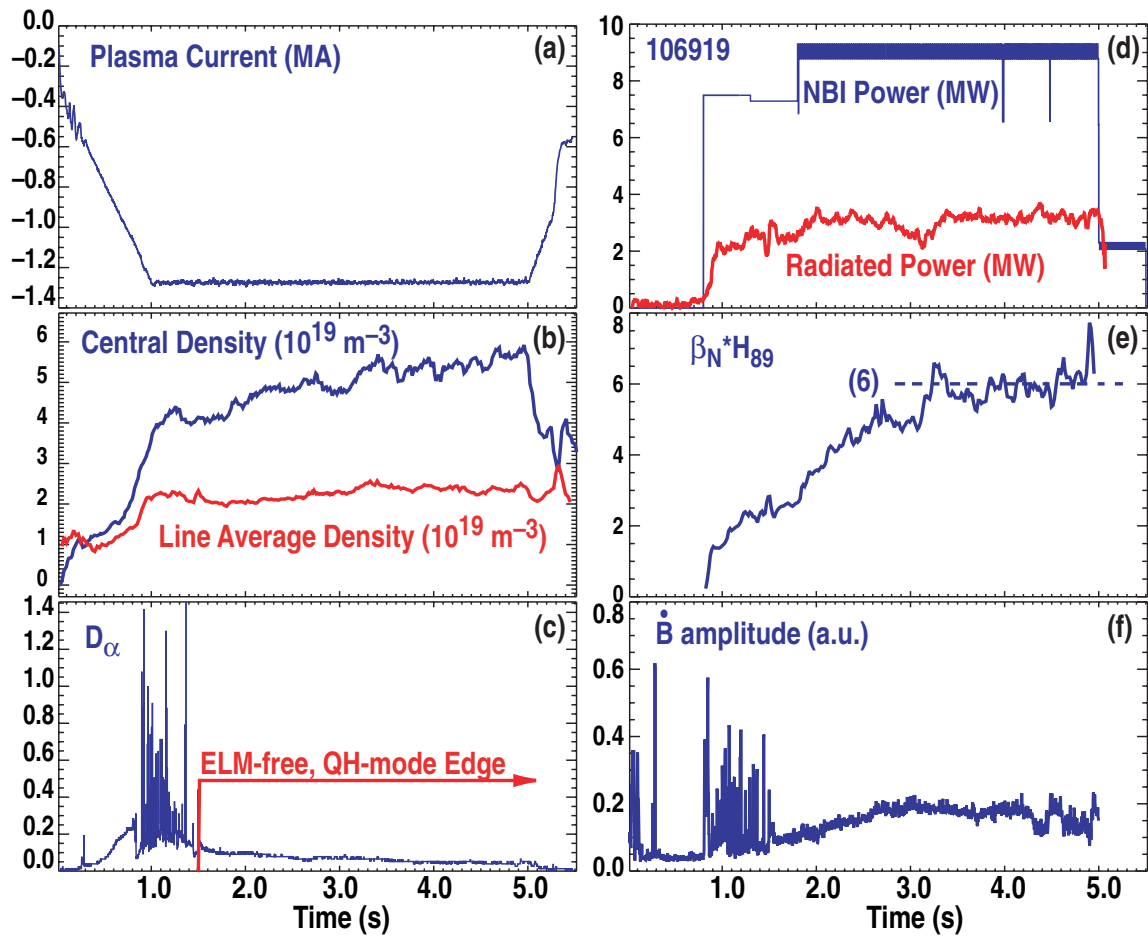 0.0
−0.2
−0.4
−0.6
−0.8
−1.0
−1.2
−1.4
Plasma Current (MA)
(a)
6
5
4
3
2
1
0
Central Density (10¹⁹ m⁻³)
(b)
Line Average Density (10¹⁹ m⁻³)
1.4
1.2
1.0
0.8
0.6
0.4
0.2
0.0
Dα
(c)
ELM-free, QH-mode Edge
1.0 2.0 3.0 4.0 5.0
Time (s)
10
8
6
4
2
0
106919
(d)
NBI Power (MW)
Radiated Power (MW)
8
6
4
2
0
βN*H89
(e)
(6)
0.8
0.6
0.4
0.2
0.0
Ḃ amplitude (a.u.)
(f)
1.0 2.0 3.0 4.0 5.0
Time (s)